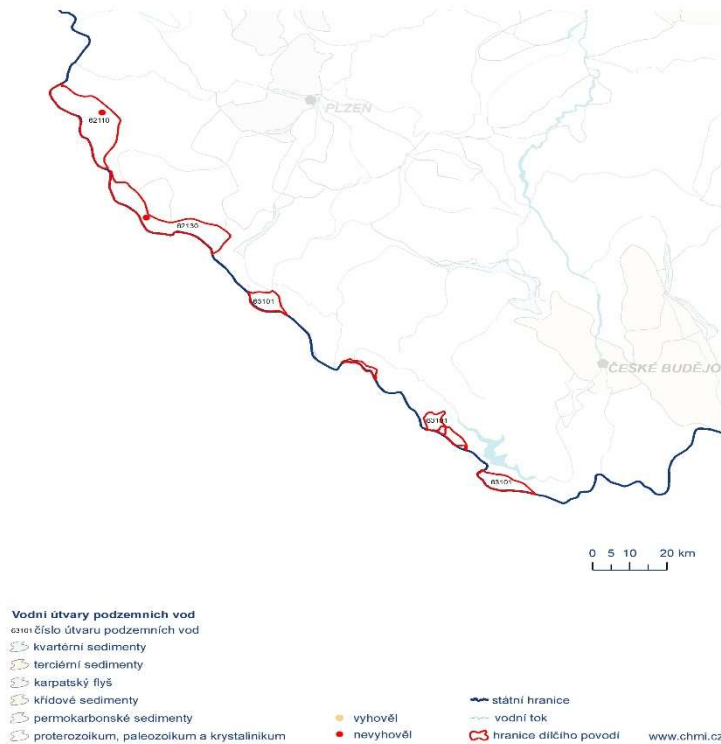 PLZEŇ
62110
62130
63101
ČESKÉ BUDĚJO
63101
63101
0 5 10 20 km
Vodní útvary podzemních vod
63101 číslo útvaru podzemních vod
kvartérní sedimenty
terciérní sedimenty
karpatský flyš
křídové sedimenty
permokarbonské sedimenty
proterozoikum, paleozoikum a krystalinikum
vyhověl
nevyhověl
státní hranice
vodní tok
hranice dílčího povodí
www.chmi.cz